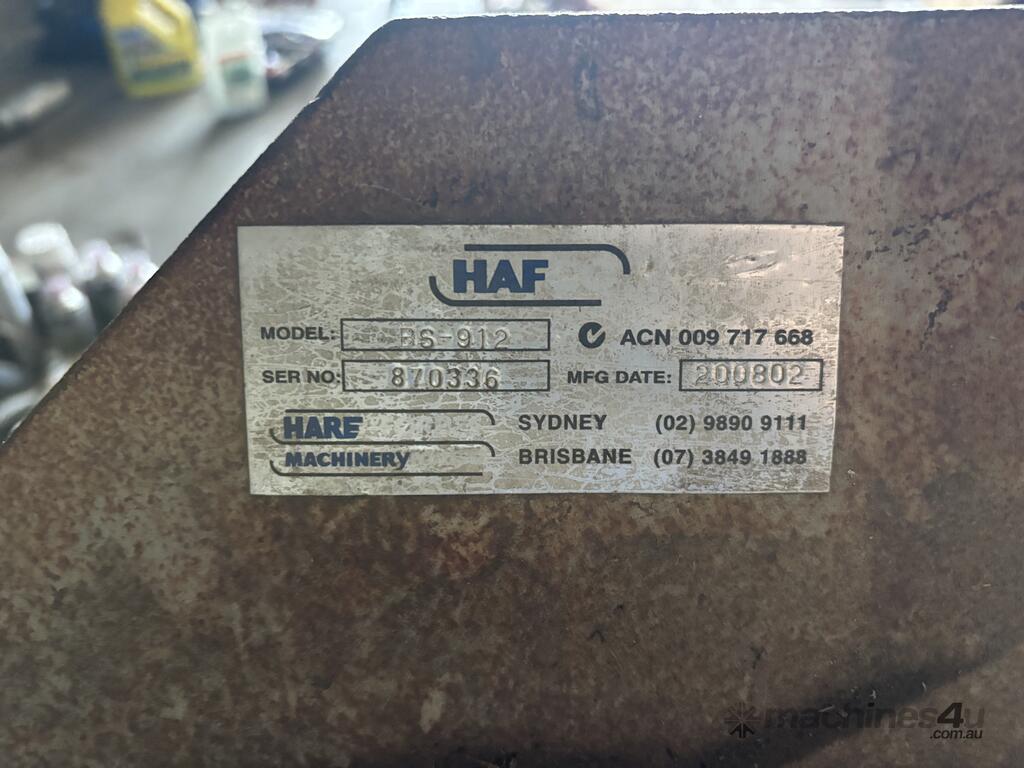 HAF
MODEL: BS-912
ACN 009 717 668
SER NO: 870336
MFG DATE: 200802
HARE MACHINERY
SYDNEY (02) 9890 9111
BRISBANE (07) 3849 1888
machines4u
.com.au